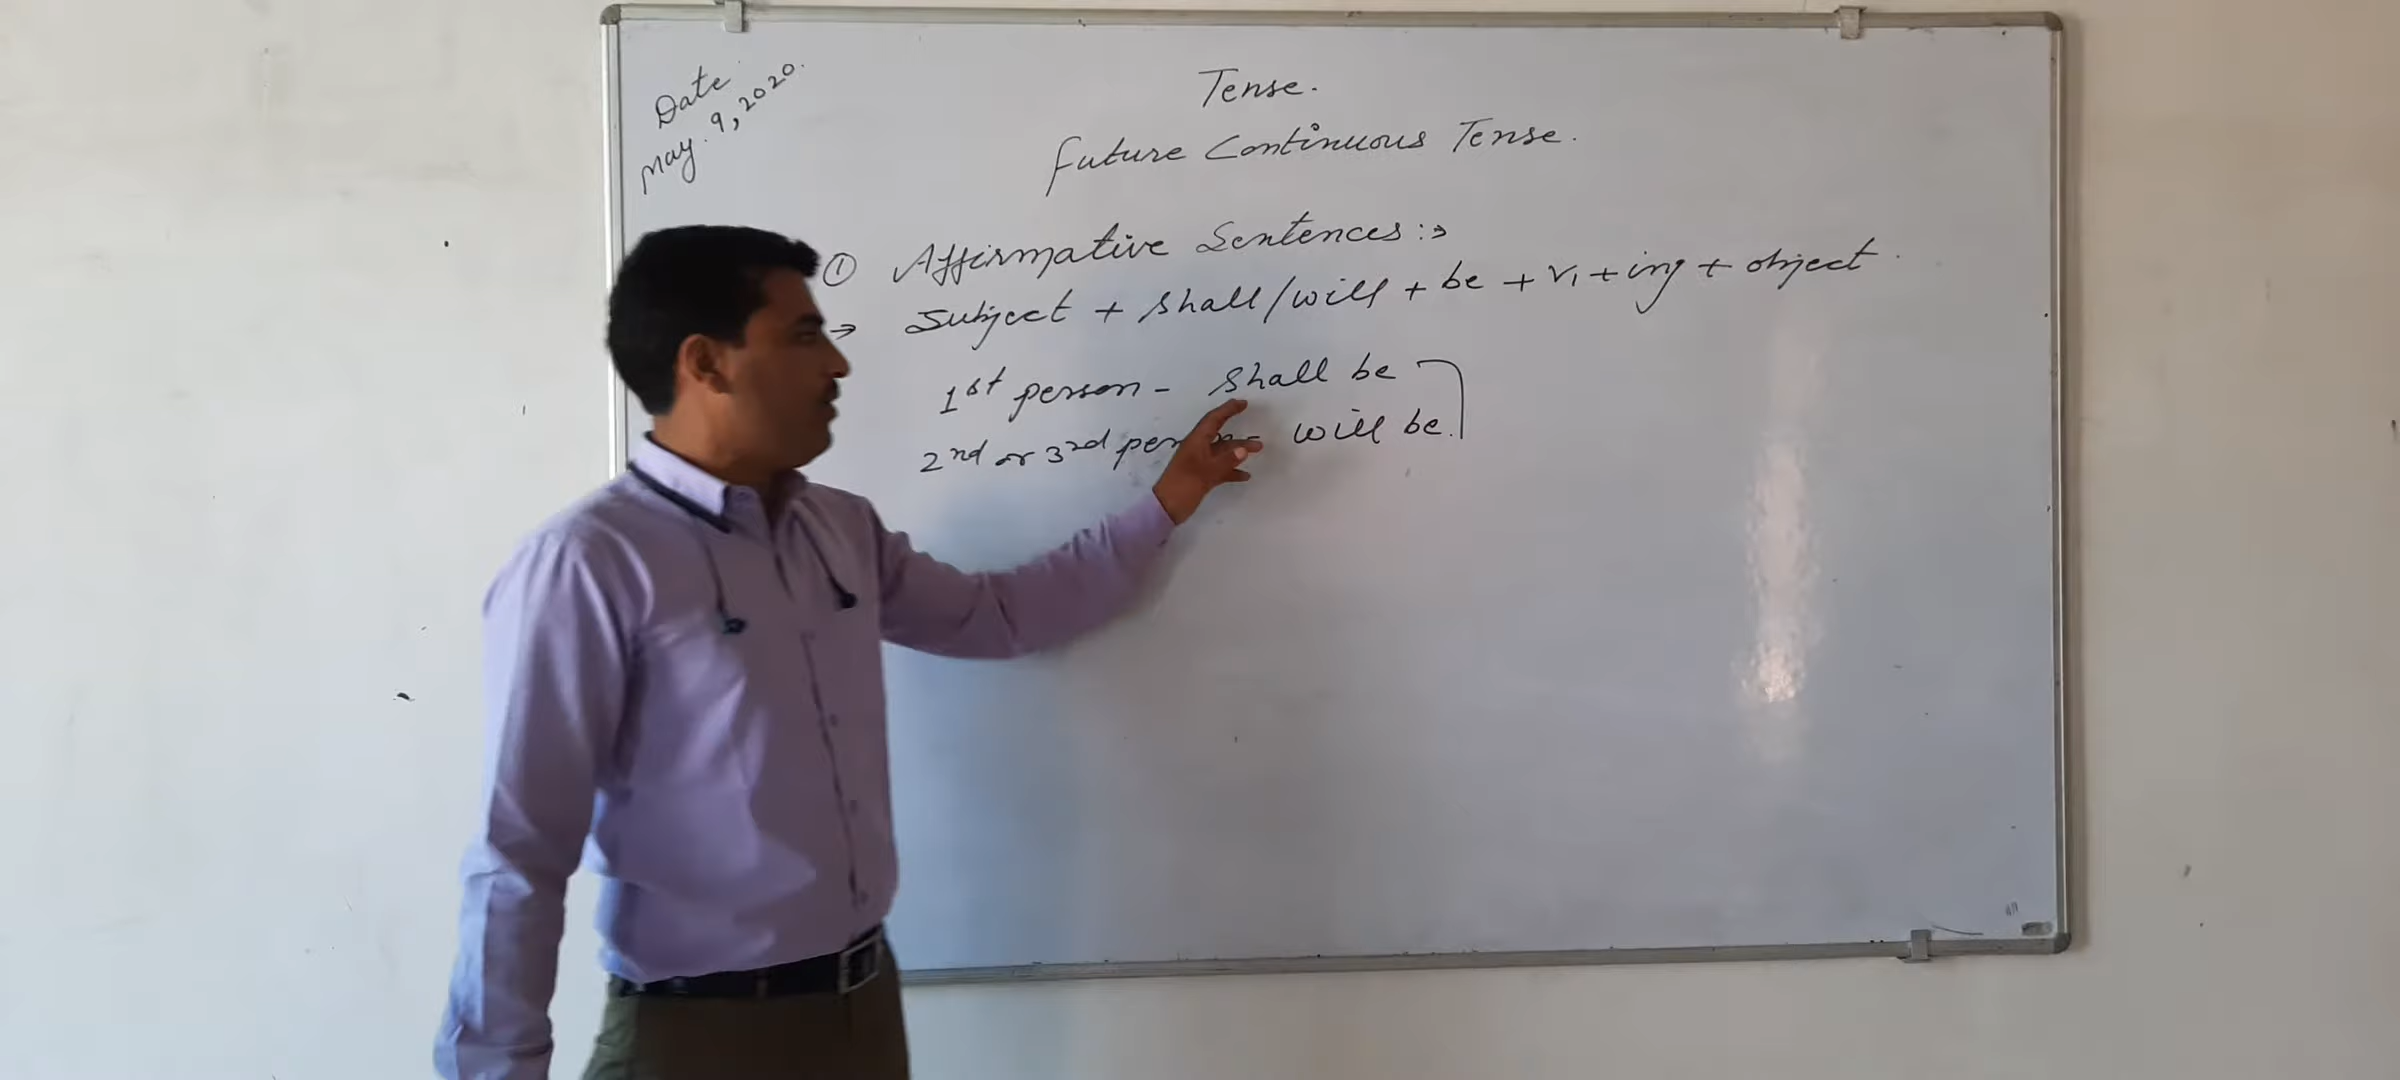 Date
May. 9, 2020.
Tense.
Future Continuous Tense.
① Affirmative Sentences :→
→ Subject + shall/will + be + V₁ + ing + object.
1st person - shall be
2nd or 3rd person - will be.